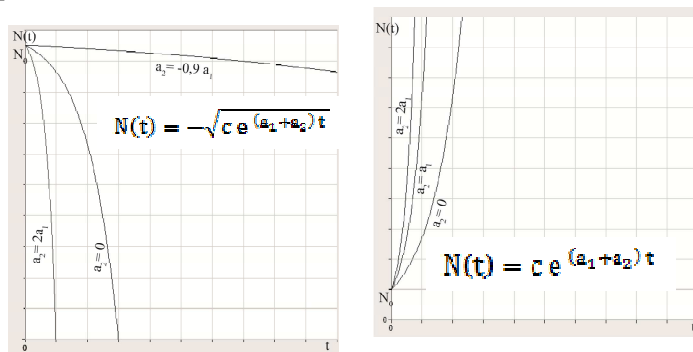 N(t)
N₀
a₂= -0,9 a₁
N(t) = −√c e^(a₁+a₂) t
a₂= 2a₁
a₂= 0
0
t
N(t)
a₂= 2a₁
a₂= a₁
a₂= 0
N(t) = c e^(a₁+a₂) t
N₀
0
0